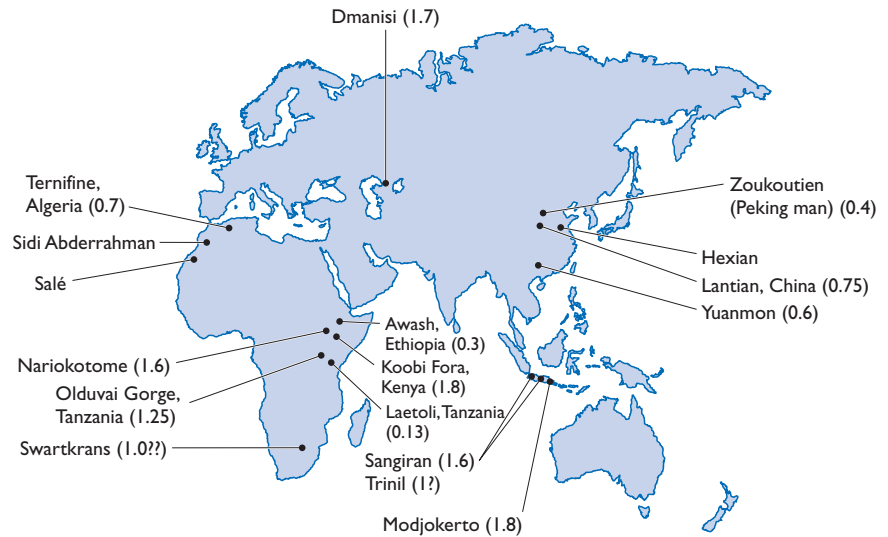 Dmanisi (1.7)
Ternifine,
Algeria (0.7)
Sidi Abderrahman
Salé
Zoukoutien
(Peking man) (0.4)
Hexian
Lantian, China (0.75)
Yuanmon (0.6)
Awash,
Ethiopia (0.3)
Koobi Fora,
Kenya (1.8)
Laetoli, Tanzania
(0.13)
Nariokotome (1.6)
Olduvai Gorge,
Tanzania (1.25)
Swartkrans (1.0??)
Sangiran (1.6)
Trinil (1?)
Modjokerto (1.8)